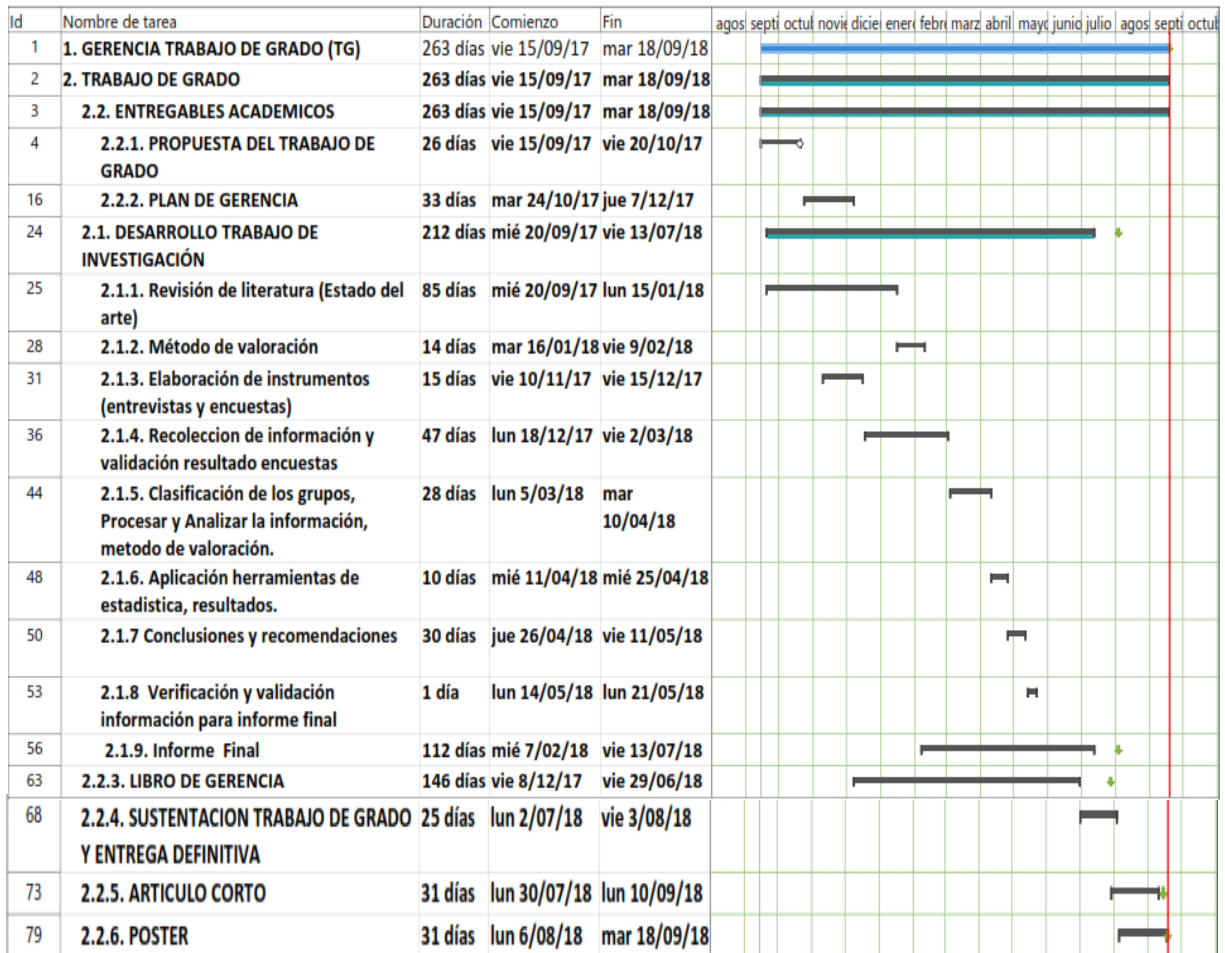 Id Nombre de tarea Duración Comienzo Fin agos septi octul novie dicie enero febre marz abril mayo junio julio agos septi octub
1 1. GERENCIA TRABAJO DE GRADO (TG) 263 días vie 15/09/17 mar 18/09/18
2 2. TRABAJO DE GRADO 263 días vie 15/09/17 mar 18/09/18
3 2.2. ENTREGABLES ACADEMICOS 263 días vie 15/09/17 mar 18/09/18
4 2.2.1. PROPUESTA DEL TRABAJO DE 26 días vie 15/09/17 vie 20/10/17
GRADO
16 2.2.2. PLAN DE GERENCIA 33 días mar 24/10/17 jue 7/12/17
24 2.1. DESARROLLO TRABAJO DE 212 días mié 20/09/17 vie 13/07/18
INVESTIGACIÓN
25 2.1.1. Revisión de literatura (Estado del 85 días mié 20/09/17 lun 15/01/18
arte)
28 2.1.2. Método de valoración 14 días mar 16/01/18 vie 9/02/18
31 2.1.3. Elaboración de instrumentos 15 días vie 10/11/17 vie 15/12/17
(entrevistas y encuestas)
36 2.1.4. Recoleccion de información y 47 días lun 18/12/17 vie 2/03/18
validación resultado encuestas
44 2.1.5. Clasificación de los grupos, 28 días lun 5/03/18 mar
Procesar y Analizar la información, 10/04/18
metodo de valoración.
48 2.1.6. Aplicación herramientas de 10 días mié 11/04/18 mié 25/04/18
estadistica, resultados.
50 2.1.7 Conclusiones y recomendaciones 30 días jue 26/04/18 vie 11/05/18
53 2.1.8 Verificación y validación 1 día lun 14/05/18 lun 21/05/18
información para informe final
56 2.1.9. Informe Final 112 días mié 7/02/18 vie 13/07/18
63 2.2.3. LIBRO DE GERENCIA 146 días vie 8/12/17 vie 29/06/18
68 2.2.4. SUSTENTACION TRABAJO DE GRADO 25 días lun 2/07/18 vie 3/08/18
Y ENTREGA DEFINITIVA
73 2.2.5. ARTICULO CORTO 31 días lun 30/07/18 lun 10/09/18
79 2.2.6. POSTER 31 días lun 6/08/18 mar 18/09/18